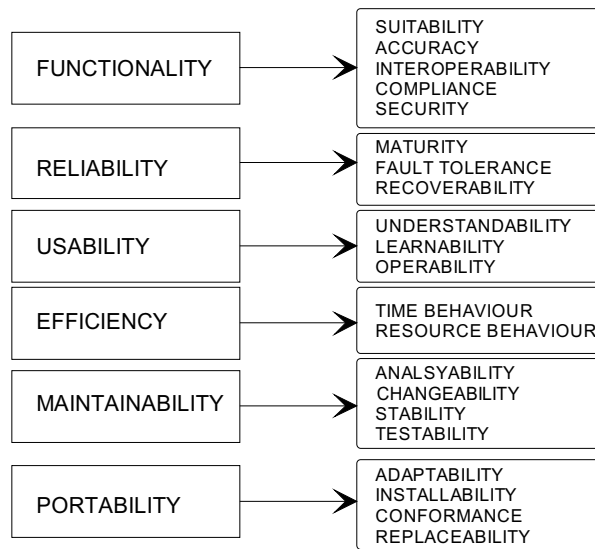 FUNCTIONALITY
SUITABILITY
ACCURACY
INTEROPERABILITY
COMPLIANCE
SECURITY
RELIABILITY
MATURITY
FAULT TOLERANCE
RECOVERABILITY
USABILITY
UNDERSTANDABILITY
LEARNABILITY
OPERABILITY
EFFICIENCY
TIME BEHAVIOUR
RESOURCE BEHAVIOUR
MAINTAINABILITY
ANALSYABILITY
CHANGEABILITY
STABILITY
TESTABILITY
PORTABILITY
ADAPTABILITY
INSTALLABILITY
CONFORMANCE
REPLACEABILITY